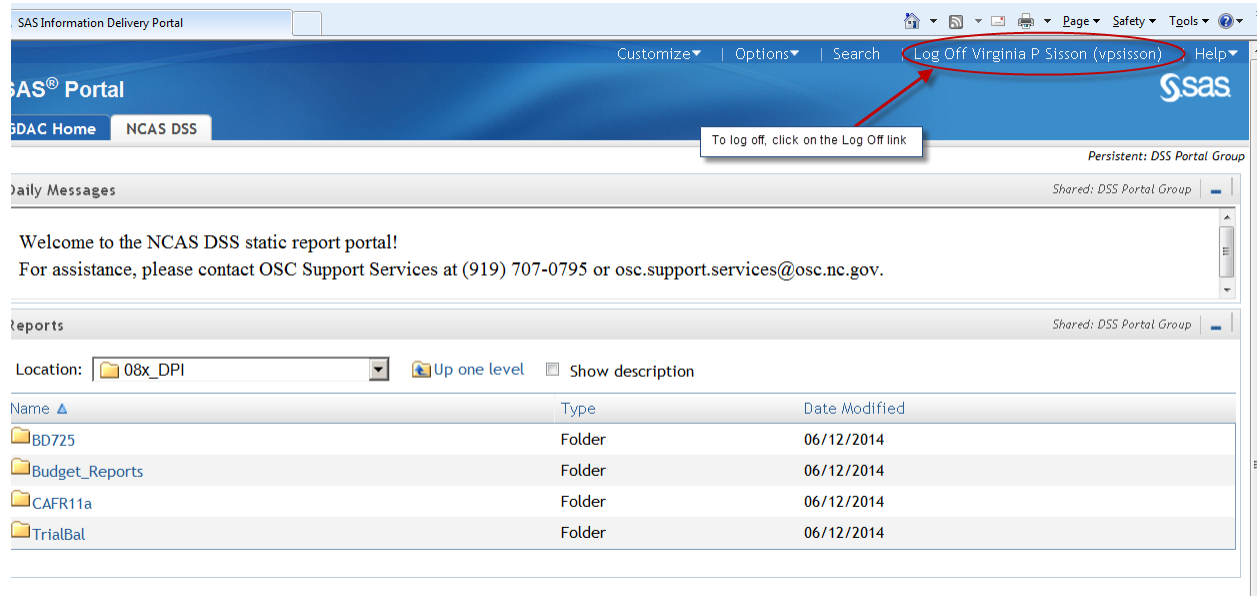 SAS Information Delivery Portal
Page Safety Tools
Customize | Options | Search | Log Off Virginia P Sisson (vpsisson) | Help
SAS® Portal
sas
GDAC Home NCAS DSS
To log off, click on the Log Off link
Persistent: DSS Portal Group
Daily Messages Shared: DSS Portal Group
Welcome to the NCAS DSS static report portal!
For assistance, please contact OSC Support Services at (919) 707-0795 or osc.support.services@osc.nc.gov.
Reports Shared: DSS Portal Group
Location: 08x_DPI Up one level Show description
Name Type Date Modified
BD725 Folder 06/12/2014
Budget_Reports Folder 06/12/2014
CAFR11a Folder 06/12/2014
TrialBal Folder 06/12/2014